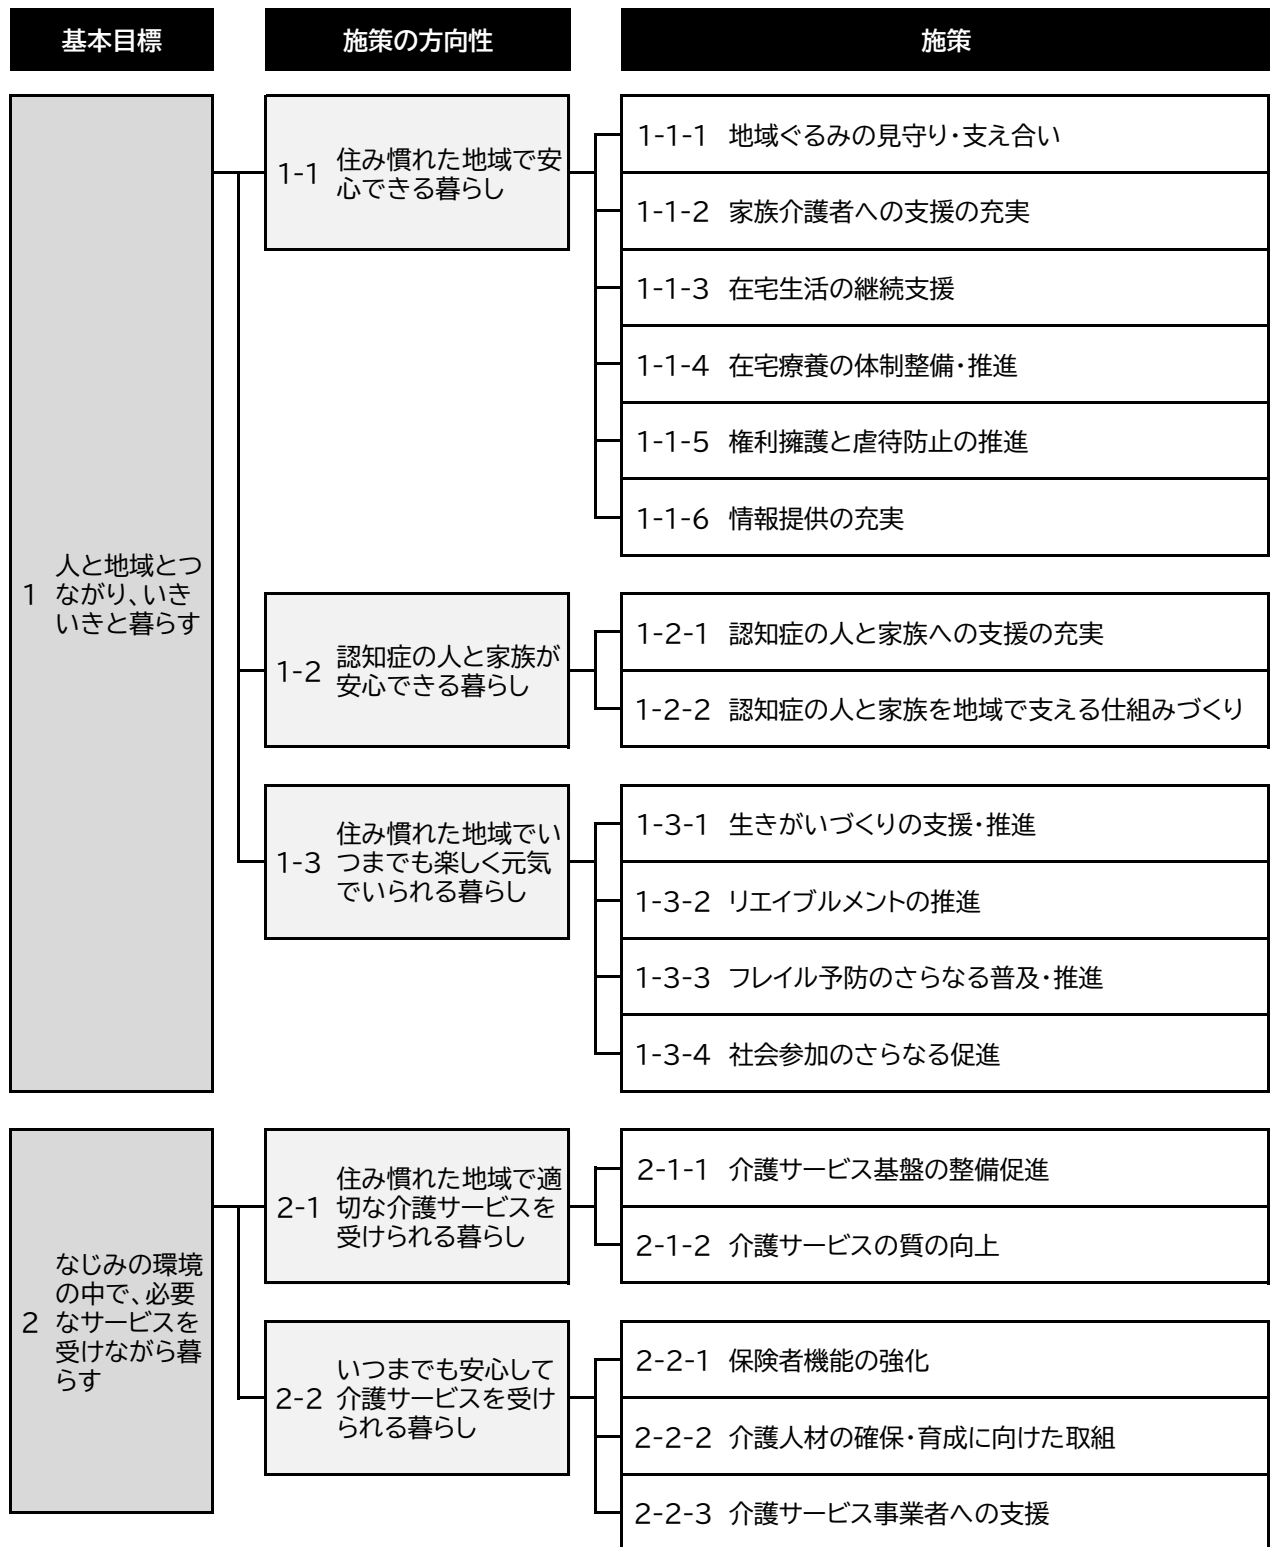 基本目標
施策の方向性
施策
1
人と地域とつ
ながり、いき
いきと暮らす
1-1
住み慣れた地域で安
心できる暮らし
1-1-1 地域ぐるみの見守り・支え合い
1-1-2 家族介護者への支援の充実
1-1-3 在宅生活の継続支援
1-1-4 在宅療養の体制整備・推進
1-1-5 権利擁護と虐待防止の推進
1-1-6 情報提供の充実
1-2
認知症の人と家族が
安心できる暮らし
1-2-1 認知症の人と家族への支援の充実
1-2-2 認知症の人と家族を地域で支える仕組みづくり
1-3
住み慣れた地域でい
つまでも楽しく元気
でいられる暮らし
1-3-1 生きがいづくりの支援・推進
1-3-2 リエイブルメントの推進
1-3-3 フレイル予防のさらなる普及・推進
1-3-4 社会参加のさらなる促進
2
なじみの環境
の中で、必要
なサービスを
受けながら暮
らす
2-1
住み慣れた地域で適
切な介護サービスを
受けられる暮らし
2-1-1 介護サービス基盤の整備促進
2-1-2 介護サービスの質の向上
2-2
いつまでも安心して
介護サービスを受け
られる暮らし
2-2-1 保険者機能の強化
2-2-2 介護人材の確保・育成に向けた取組
2-2-3 介護サービス事業者への支援